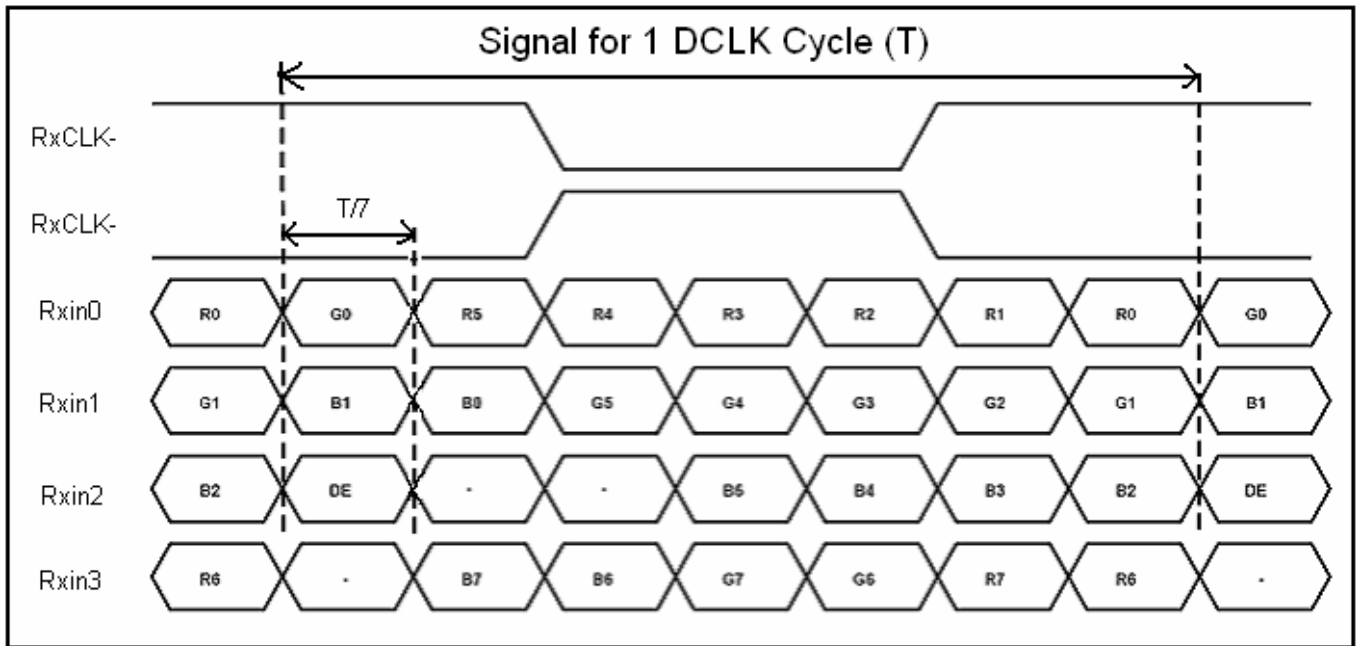 Signal for 1 DCLK Cycle (T)
RxCLK-
T/7
RxCLK-
Rxin0 R0 G0 R5 R4 R3 R2 R1 R0 G0
Rxin1 G1 B1 B0 G5 G4 G3 G2 G1 B1
Rxin2 B2 DE - - B5 B4 B3 B2 DE
Rxin3 R6 - B7 B6 G7 G6 R7 R6 -